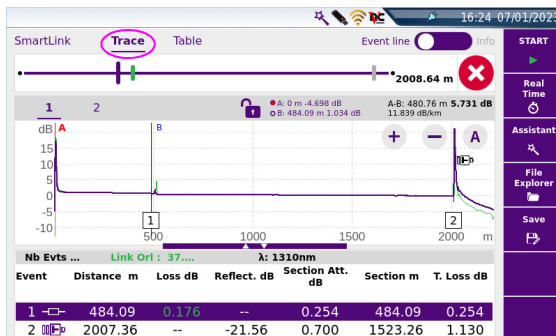 16:24 07/01/2023
SmartLink Trace Table Event line Info
START
2008.64 m
Real Time
1 2
A: 0 m -4.698 dB
B: 484.09 m 1.034 dB
A-B: 480.76 m 5.731 dB
11.839 dB/km
Assistant
dB A B
+ − A
15
10
5
0
-5
-10
File Explorer
Save
1 2
500 1000 1500 2000 m
Nb Evts ... Link Orl : 37.... λ: 1310nm
Event Distance m Loss dB Reflect. dB Section Att. dB Section m T. Loss dB
1 484.09 0.176 -- 0.254 484.09 0.254
2 2007.36 -- -21.56 0.700 1523.26 1.130